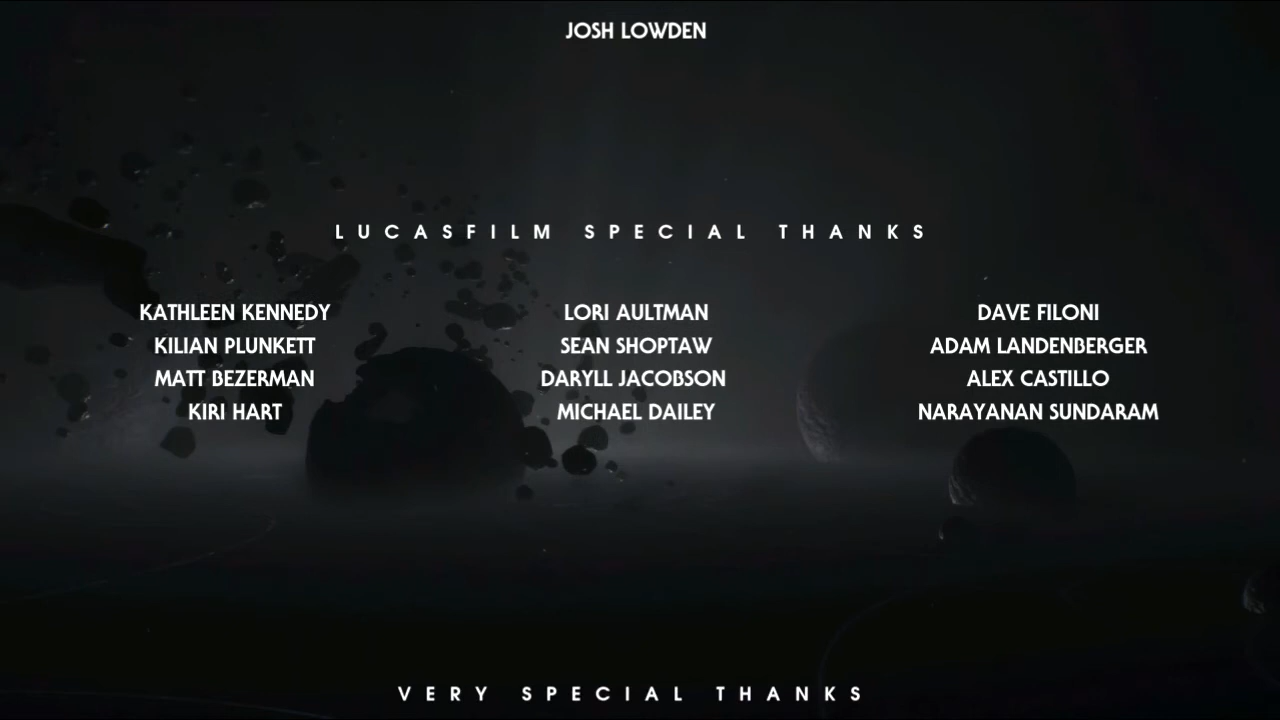 JOSH LOWDEN
LUCASFILM SPECIAL THANKS
KATHLEEN KENNEDY
KILIAN PLUNKETT
MATT BEZERMAN
KIRI HART
LORI AULTMAN
SEAN SHOPTAW
DARYLL JACOBSON
MICHAEL DAILEY
DAVE FILONI
ADAM LANDENBERGER
ALEX CASTILLO
NARAYANAN SUNDARAM
VERY SPECIAL THANKS